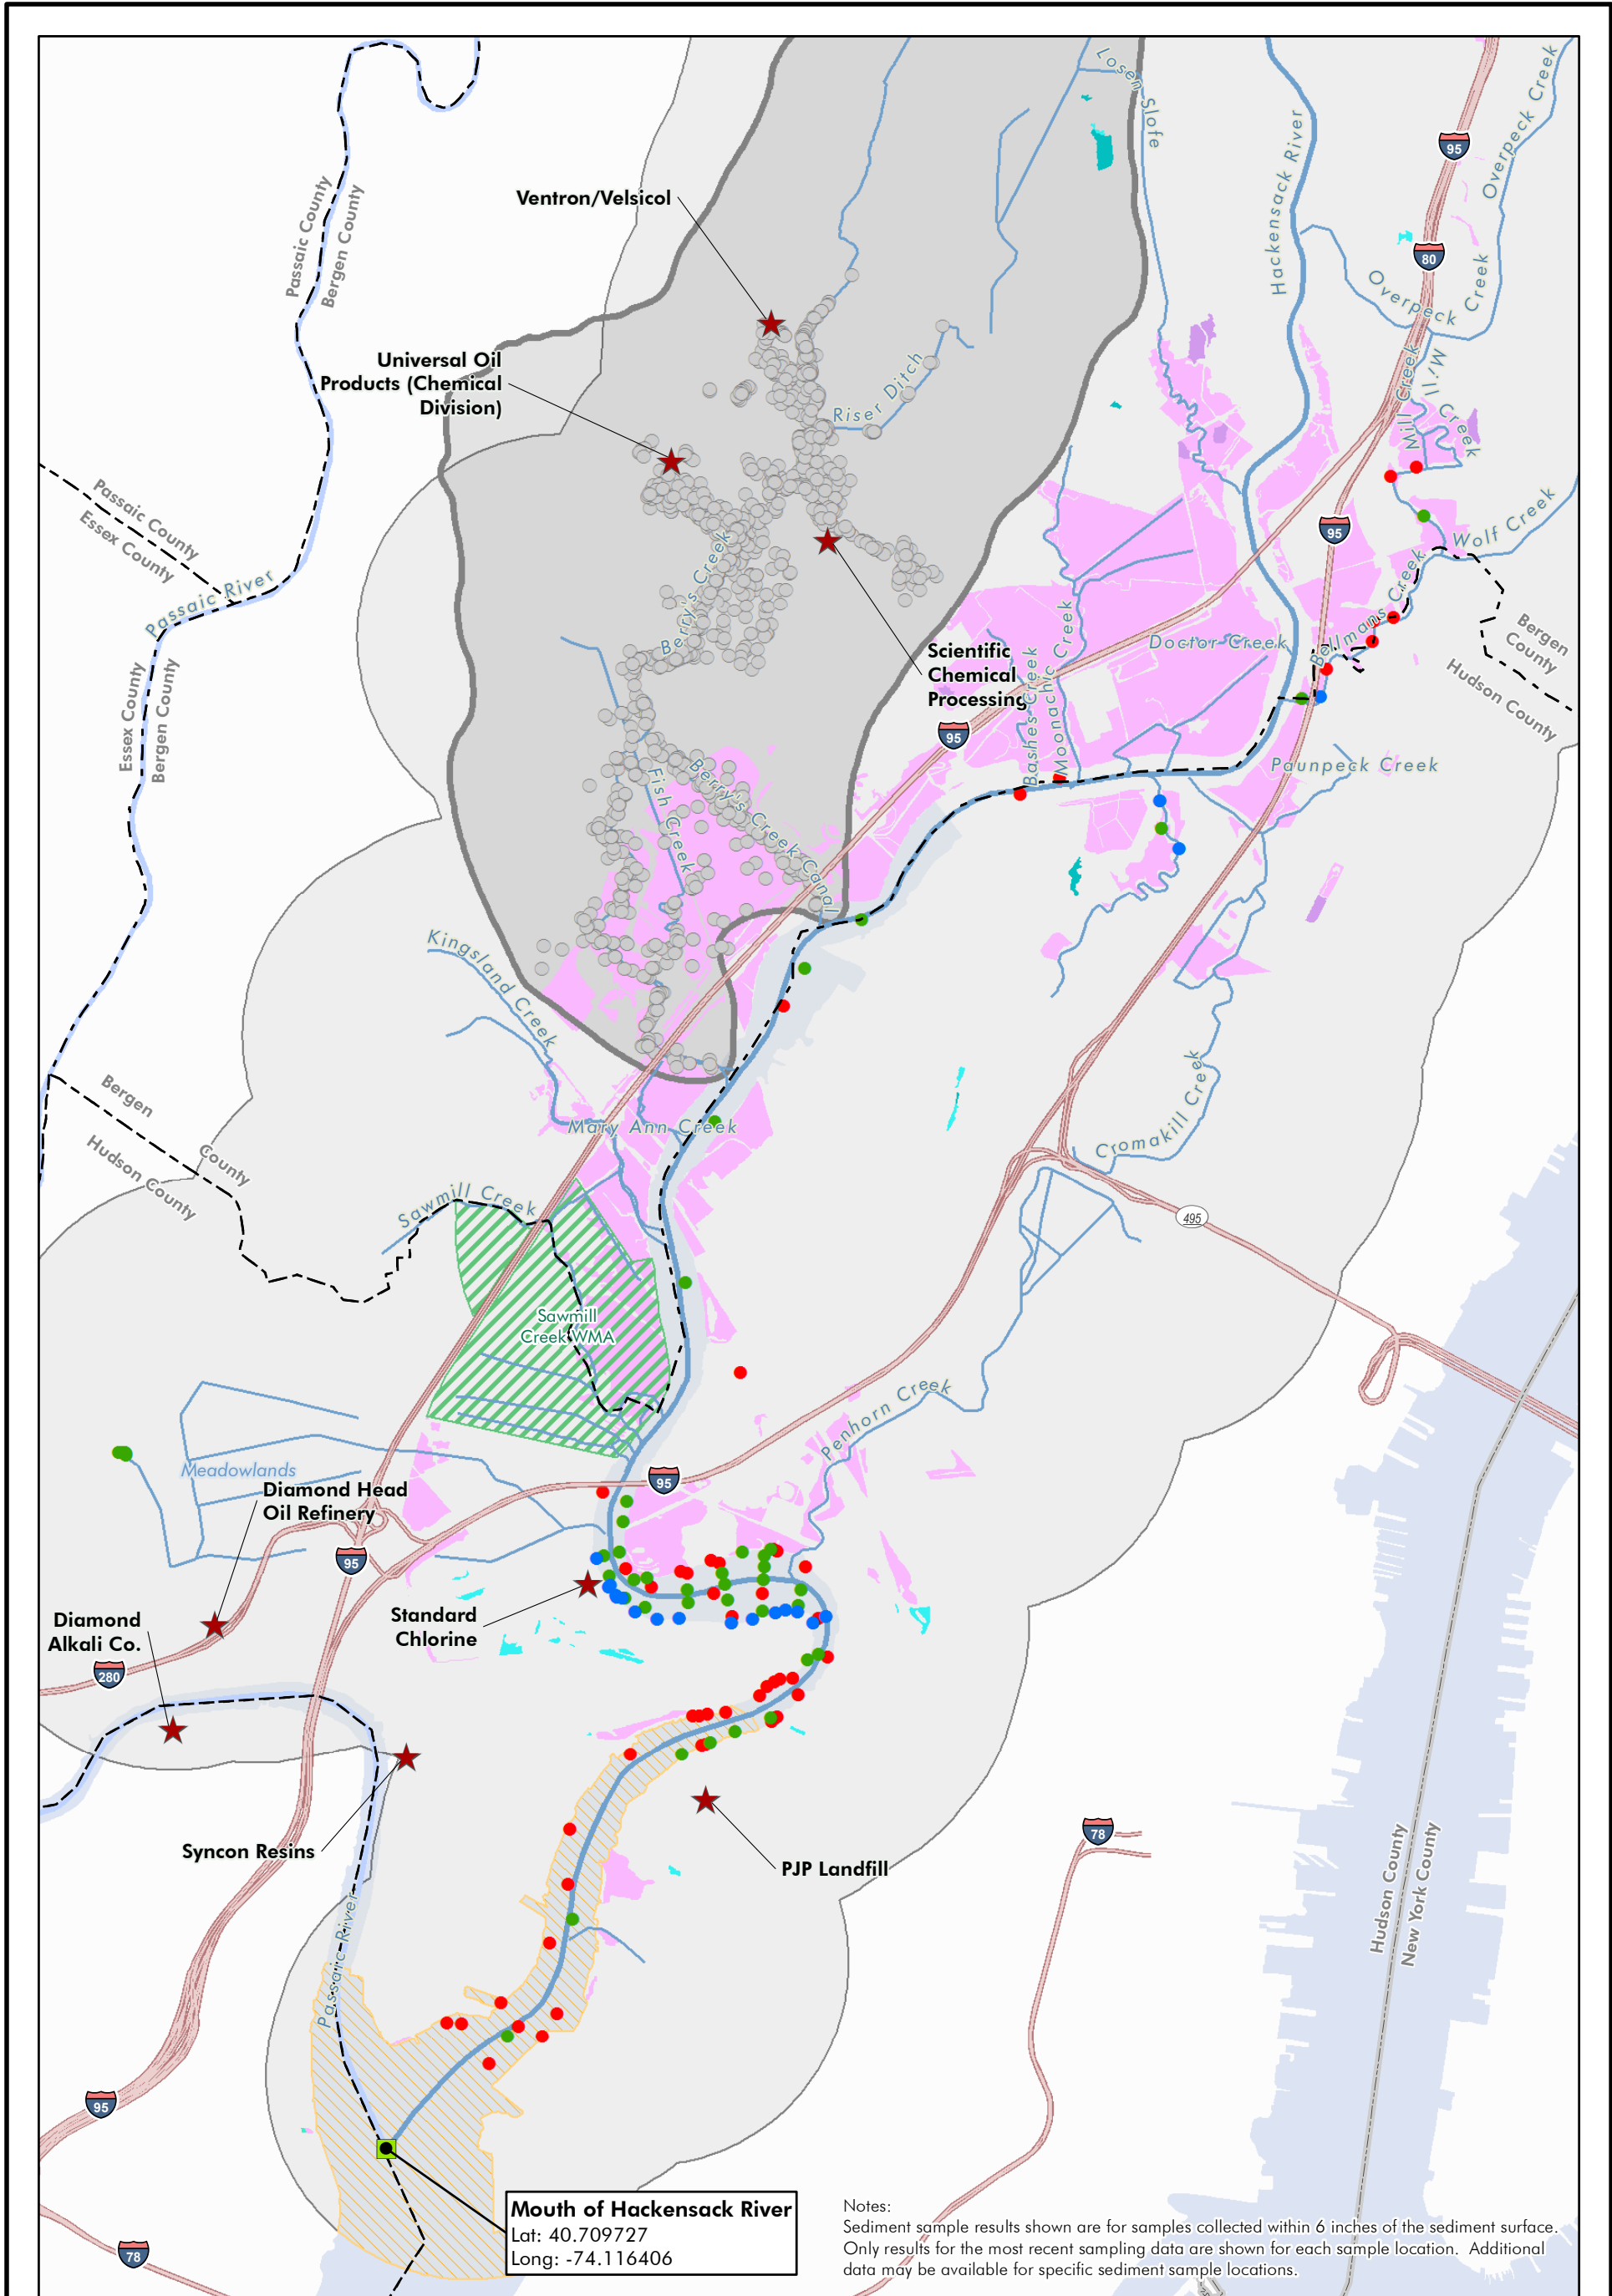 Losen Slofe
Hackensack River
Overpeck Creek
95
Ventron/Velsicol
Passaic County
Bergen County
80
Overpeck Creek
Universal Oil
Products (Chemical
Division)
Riser Ditch
Mill Creek
Mill Creek
Passaic County
Essex County
95
Wolf Creek
Passaic River
Berry's Creek
Bellmans Creek
Bergen
County
Hudson County
Essex County
Bergen County
Scientific
Chemical
Processing
Bashes Creek
Moonachic Creek
Doctor Creek
95
Paunpeck Creek
Fish Creek
Berry's Creek Canal
Kingsland Creek
Bergen
County
Hudson County
Mary Ann Creek
Cromakill Creek
Sawmill Creek
495
Sawmill
Creek WMA
Penhorn Creek
Meadowlands
95
Diamond Head
Oil Refinery
95
Diamond
Alkali Co.
Standard
Chlorine
280
Syncon Resins
PJP Landfill
78
Hudson County
New York County
Passaic River
95
Mouth of Hackensack River
Lat: 40.709727
Long: -74.116406
78
Notes:
Sediment sample results shown are for samples collected within 6 inches of the sediment surface.
Only results for the most recent sampling data are shown for each sample location. Additional
data may be available for specific sediment sample locations.